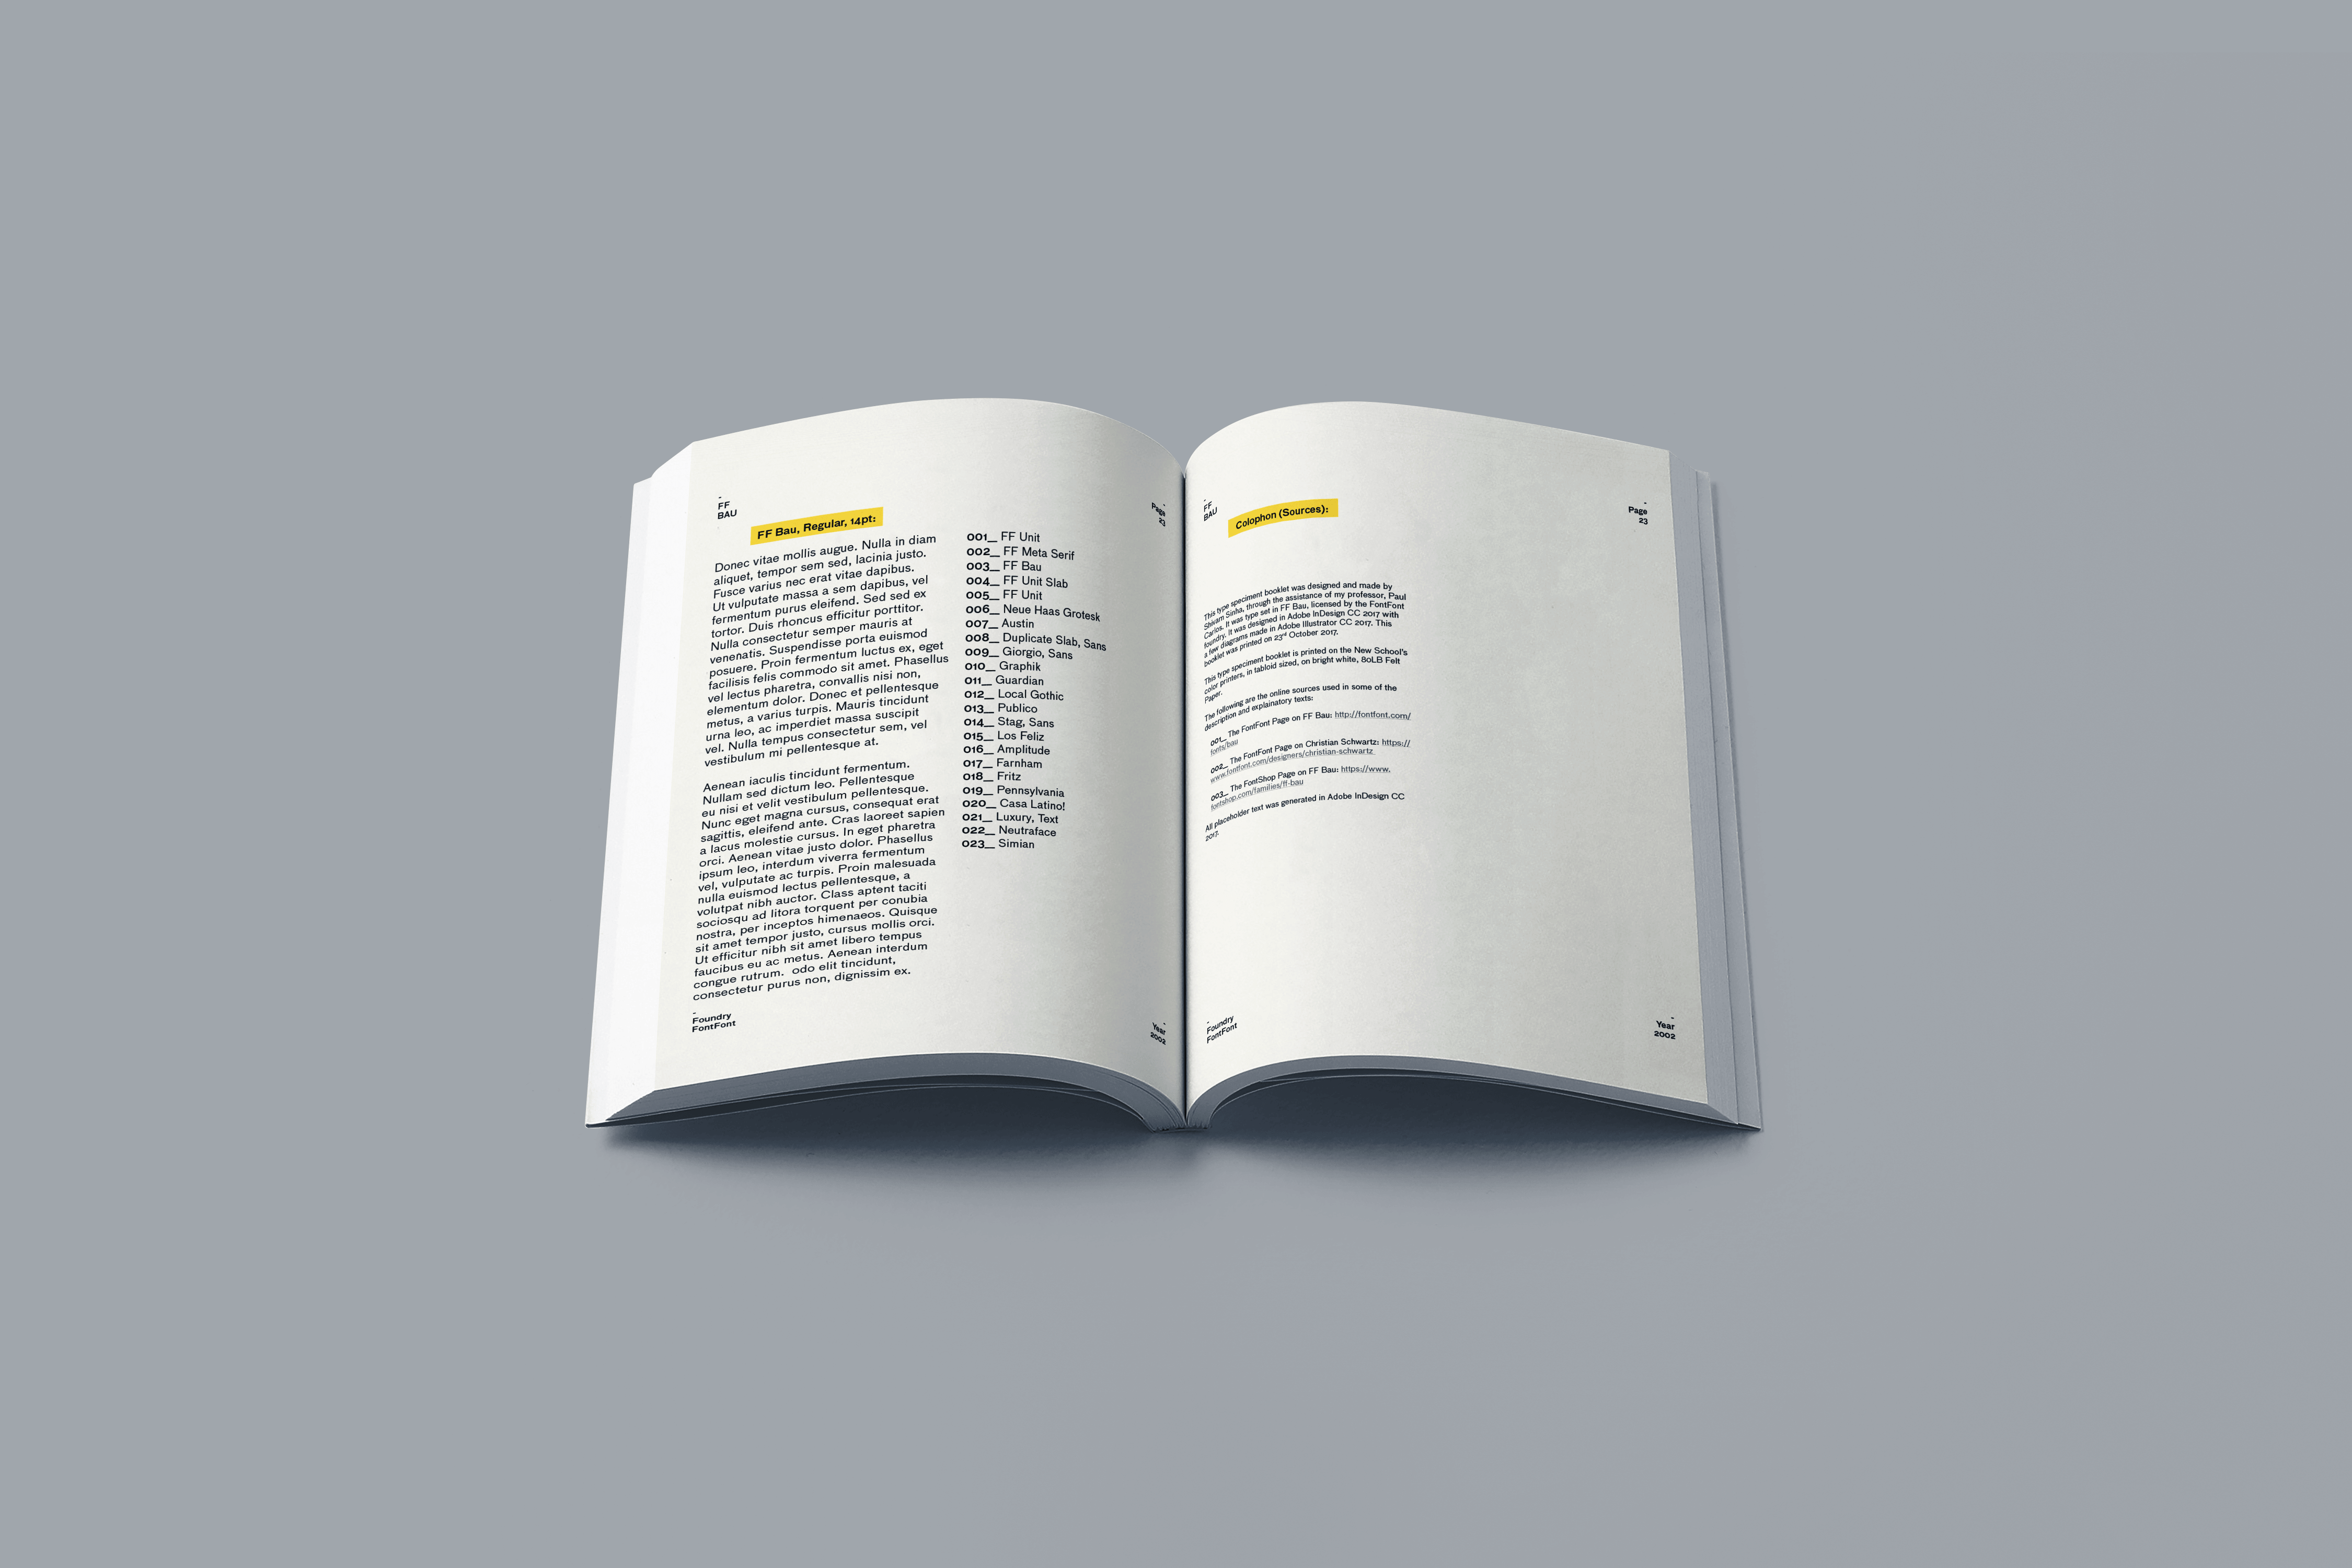 -
FF
BAU
-
Page
23
FF Bau, Regular, 14pt:
Donec vitae mollis augue. Nulla in diam
aliquet, tempor sem sed, lacinia justo.
Fusce varius nec erat vitae dapibus.
Ut vulputate massa a sem dapibus, vel
fermentum purus eleifend. Sed sed ex
tortor. Duis rhoncus efficitur porttitor.
Nulla consectetur semper mauris at
venenatis. Suspendisse porta euismod
posuere. Proin fermentum luctus ex, eget
facilisis felis commodo sit amet. Phasellus
vel lectus pharetra, convallis nisi non,
elementum dolor. Donec et pellentesque
metus, a varius turpis. Mauris tincidunt
urna leo, ac imperdiet massa suscipit
vel. Nulla tempus consectetur sem, vel
vestibulum mi pellentesque at.
Aenean iaculis tincidunt fermentum.
Nullam sed dictum leo. Pellentesque
eu nisi et velit vestibulum pellentesque.
Nunc eget magna cursus, consequat erat
sagittis, eleifend ante. Cras laoreet sapien
a lacus molestie cursus. In eget pharetra
orci. Aenean vitae justo dolor. Phasellus
ipsum leo, interdum viverra fermentum
vel, vulputate ac turpis. Proin malesuada
nulla euismod lectus pellentesque, a
volutpat nibh auctor. Class aptent taciti
sociosqu ad litora torquent per conubia
nostra, per inceptos himenaeos. Quisque
sit amet tempor justo, cursus mollis orci.
Ut efficitur nibh sit amet libero tempus
faucibus eu ac metus. Aenean interdum
congue rutrum.  odo elit tincidunt,
consectetur purus non, dignissim ex.
001_ FF Unit
002_ FF Meta Serif
003_ FF Bau
004_ FF Unit Slab
005_ FF Unit
006_ Neue Haas Grotesk
007_ Austin
008_ Duplicate Slab, Sans
009_ Giorgio, Sans
010_ Graphik
011_ Guardian
012_ Local Gothic
013_ Publico
014_ Stag, Sans
015_ Los Feliz
016_ Amplitude
017_ Farnham
018_ Fritz
019_ Pennsylvania
020_ Casa Latino!
021_ Luxury, Text
022_ Neutraface
023_ Simian
-
Foundry
FontFont
-
Year
2002
-
FF
BAU
-
Page
23
Colophon (Sources):
This type speciment booklet was designed and made by
Shivam Sinha, through the assistance of my professor, Paul
Carlos. It was type set in FF Bau, licensed by the FontFont
foundry. It was designed in Adobe InDesign CC 2017 with
a few diagrams made in Adobe Illustrator CC 2017. This
booklet was printed on 23rd October 2017.
This type speciment booklet is printed on the New School's
color printers, in tabloid sized, on bright white, 80LB Felt
Paper.
The following are the online sources used in some of the
description and explainatory texts:
001_ The FontFont Page on FF Bau: http://fontfont.com/
fonts/bau
002_ The FontFont Page on Christian Schwartz: https://
www.fontfont.com/designers/christian-schwartz
003_ The FontShop Page on FF Bau: https://www.
fontshop.com/families/ff-bau
All placeholder text was generated in Adobe InDesign CC
2017.
-
Foundry
FontFont
-
Year
2002